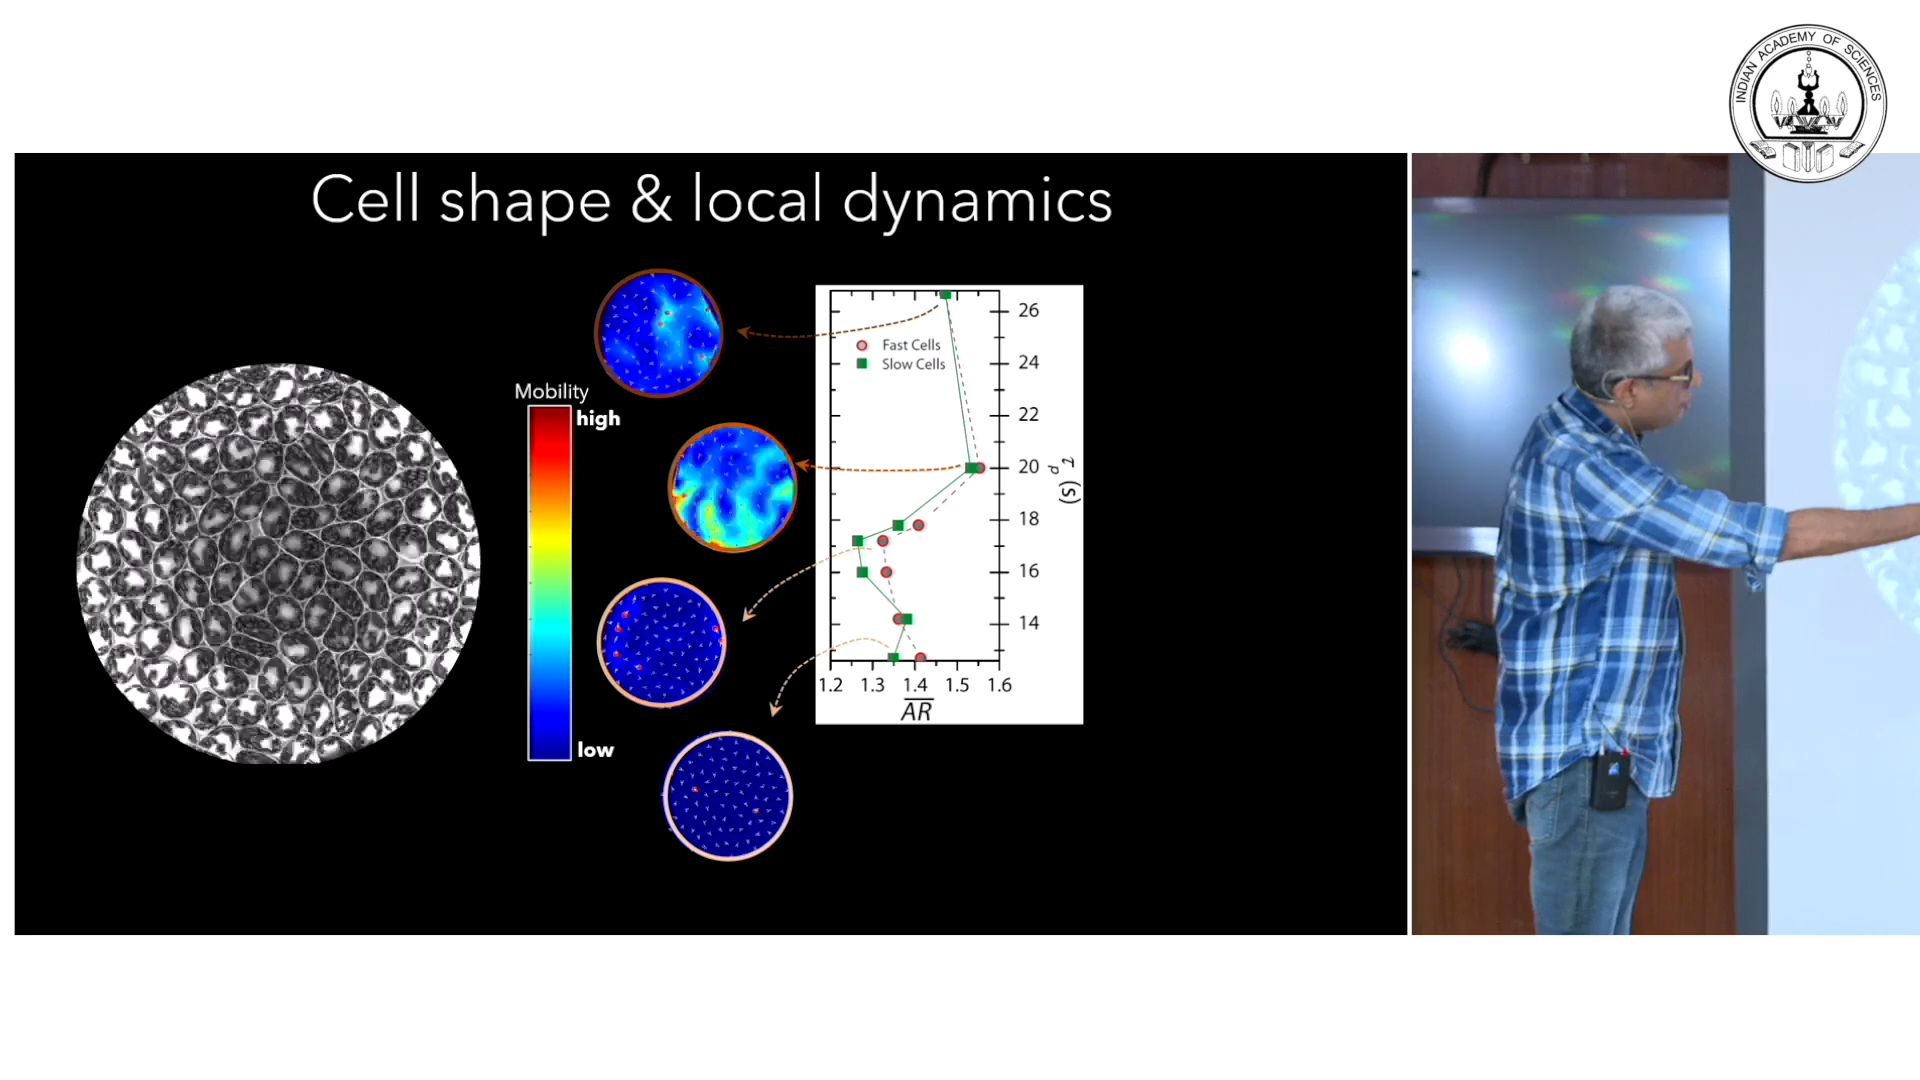 INDIAN ACADEMY OF SCIENCES
Cell shape & local dynamics
Mobility
high
low
Fast Cells
Slow Cells
26
24
22
20
18
16
14
τp (s)
1.2 1.3 1.4 1.5 1.6
AR